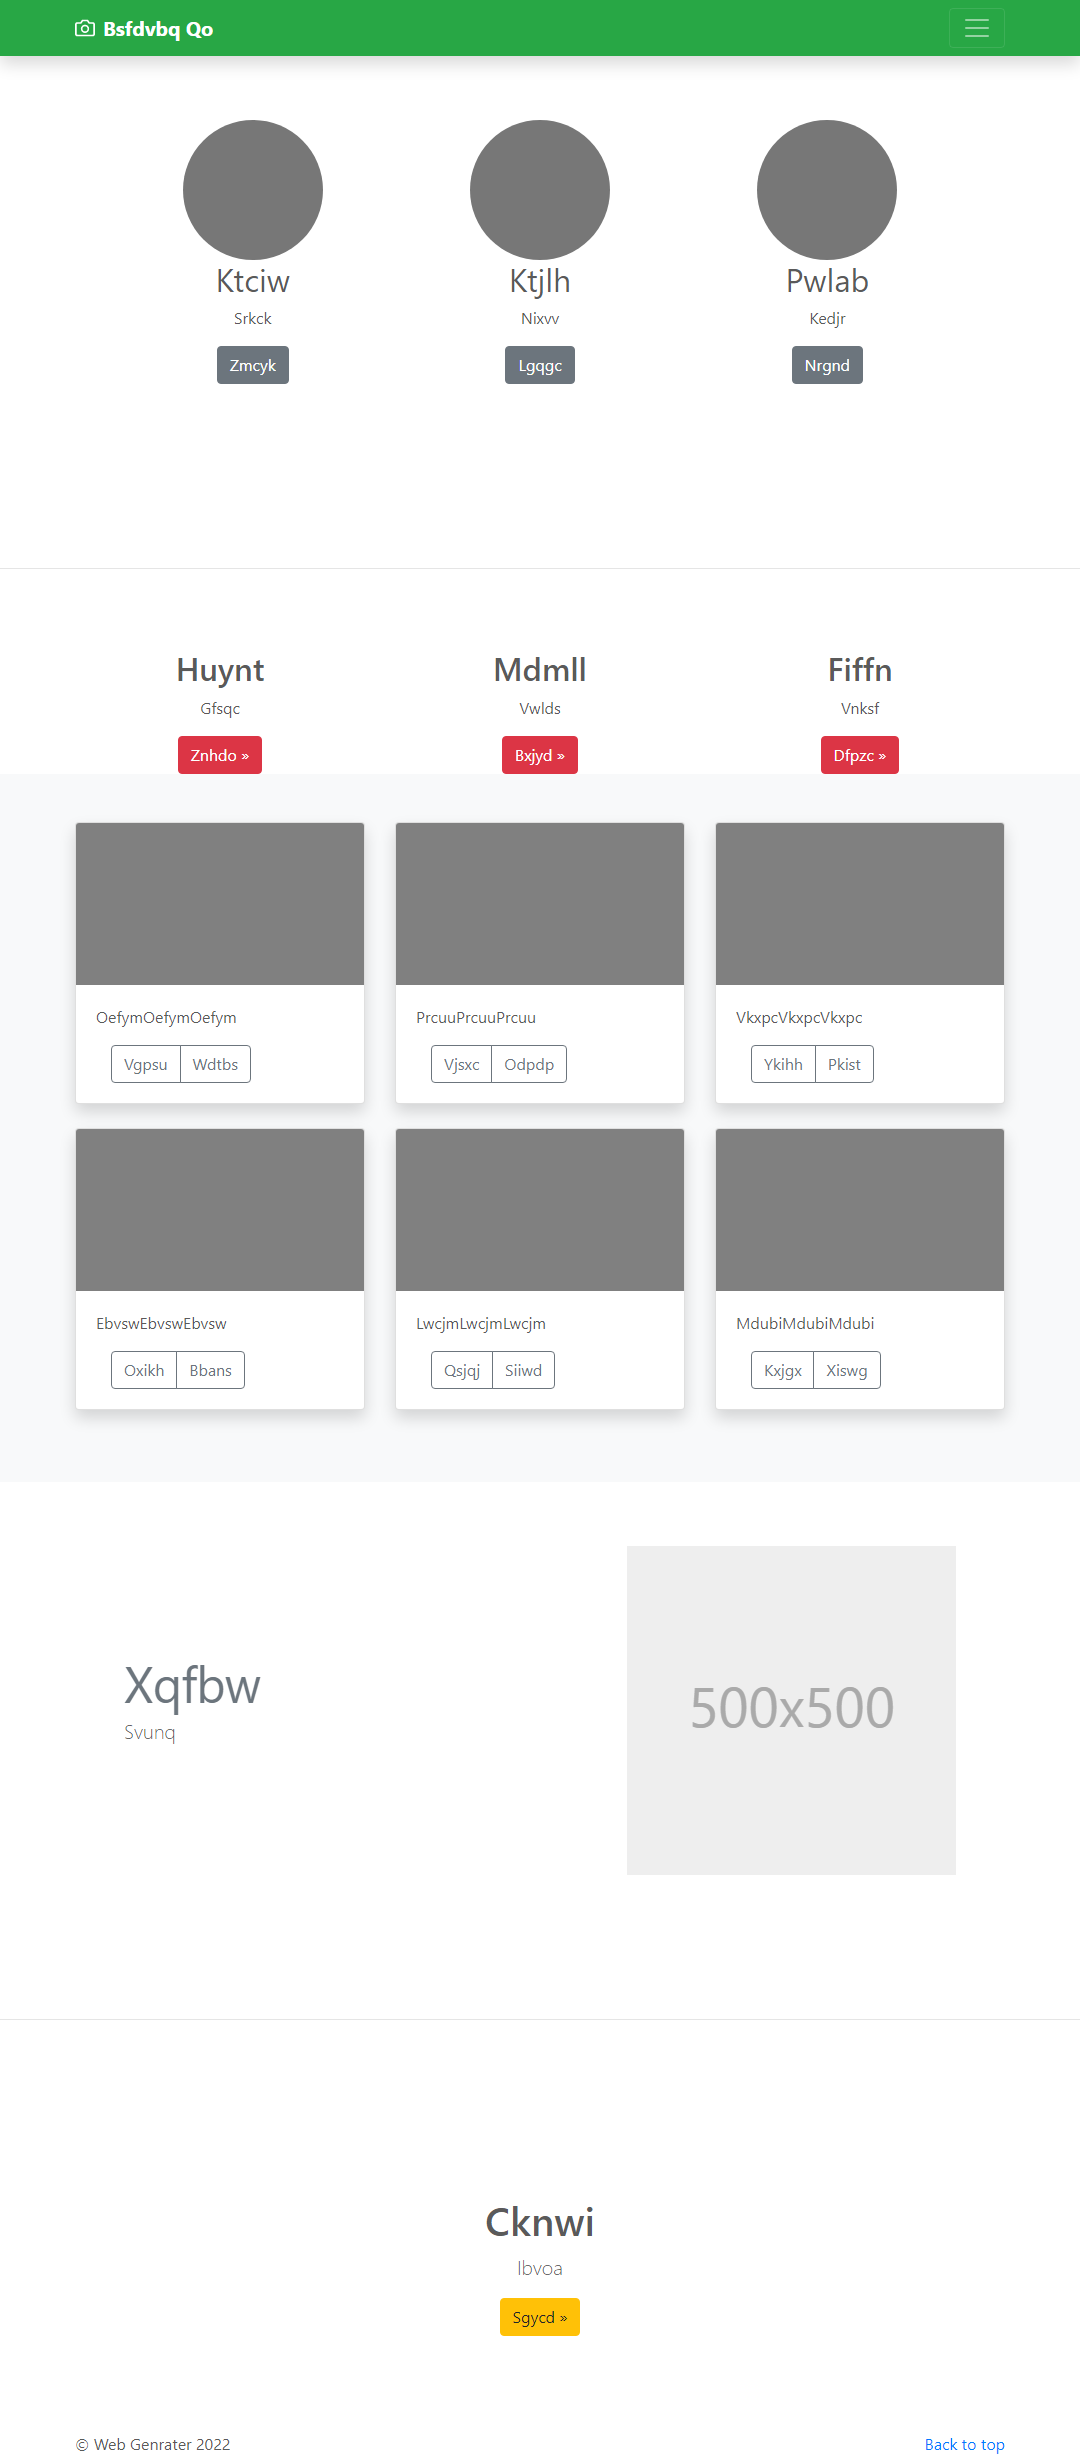 Bsfdvbq Qo
Ktciw Ktjlh Pwlab
Srkck Nixvv Kedjr
Zmcyk Lgqgc Nrgnd
Huynt Mdmll Fiffn
Gfsqc Vwlds Vnksf
Znhdo » Bxjyd » Dfpzc »
OefymOefymOefym PrcuuPrcuuPrcuu VkxpcVkxpcVkxpc
Vgpsu Wdtbs Vjsxc Odpdp Ykihh Pkist
EbvswEbvswEbvsw LwcjmLwcjmLwcjm MdubiMdubiMdubi
Oxikh Bbans Qsjqj Siiwd Kxjgx Xiswg
Xqfbw
Svunq
500x500
Cknwi
Ibvoa
Sgycd »
© Web Genrater 2022 Back to top